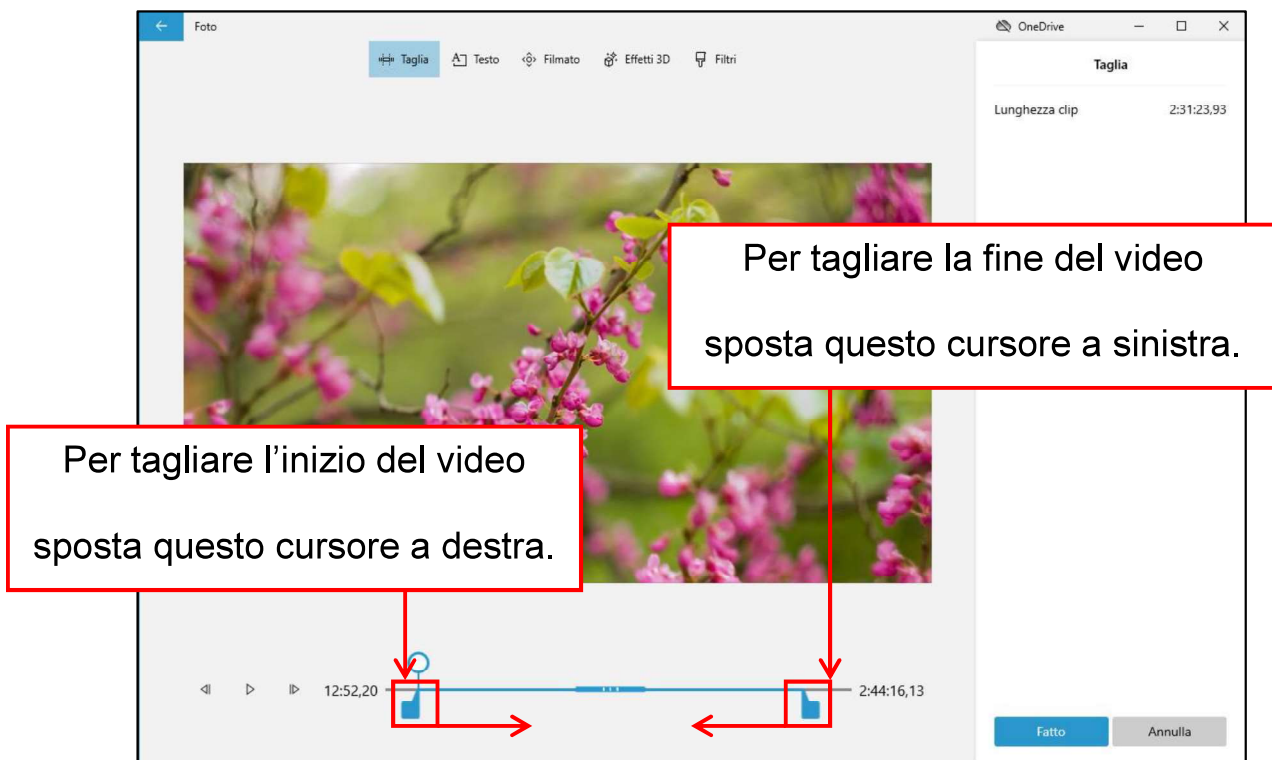 Foto
OneDrive
Taglia
Testo
Filmato
Effetti 3D
Filtri
Taglia
Lunghezza clip 2:31:23,93
Per tagliare la fine del video
sposta questo cursore a sinistra.
Per tagliare l’inizio del video
sposta questo cursore a destra.
12:52,20
2:44:16,13
Fatto
Annulla